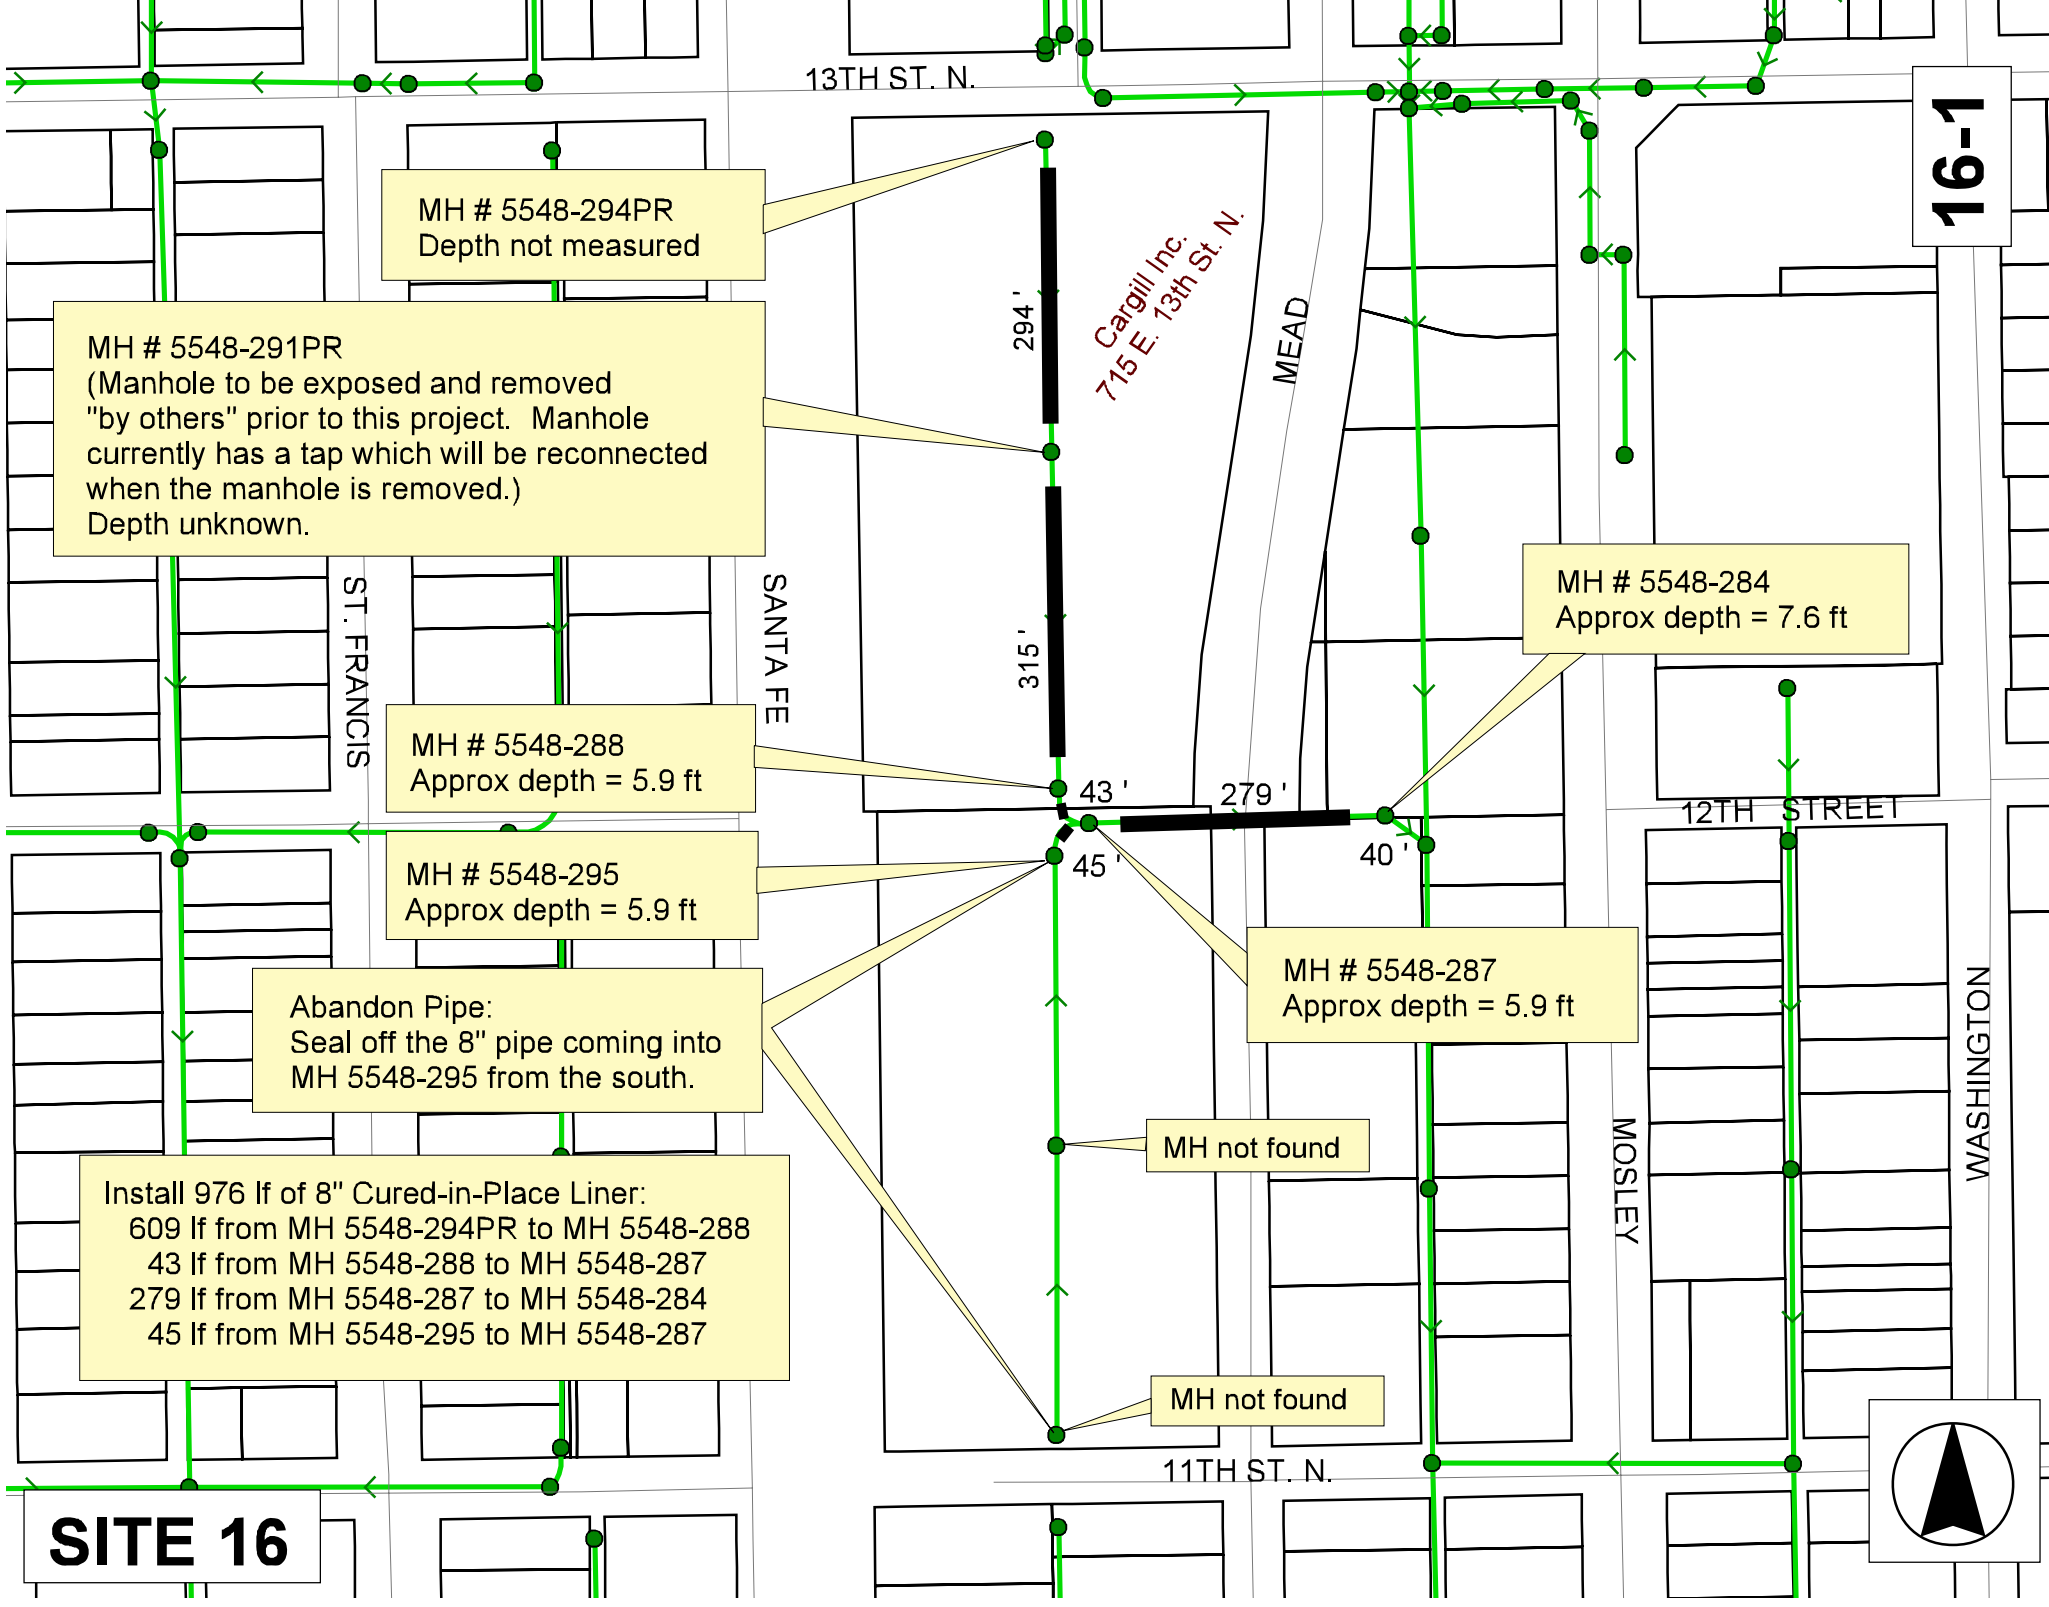 13TH ST. N.
16-1
MH # 5548-294PR
Depth not measured
Cargill Inc.
715 E. 13th St. N.
294 '
MEAD
MH # 5548-291PR
(Manhole to be exposed and removed
"by others" prior to this project.  Manhole
currently has a tap which will be reconnected
when the manhole is removed.)
Depth unknown.
ST. FRANCIS
SANTA FE
315 '
MH # 5548-284
Approx depth = 7.6 ft
MH # 5548-288
Approx depth = 5.9 ft
43 '
279 '
12TH STREET
45 '
40 '
MH # 5548-295
Approx depth = 5.9 ft
MH # 5548-287
Approx depth = 5.9 ft
Abandon Pipe:
Seal off the 8" pipe coming into
MH 5548-295 from the south.
WASHINGTON
MOSLEY
MH not found
Install 976 lf of 8" Cured-in-Place Liner:
609 lf from MH 5548-294PR to MH 5548-288
43 lf from MH 5548-288 to MH 5548-287
279 lf from MH 5548-287 to MH 5548-284
45 lf from MH 5548-295 to MH 5548-287
MH not found
11TH ST. N.
SITE 16